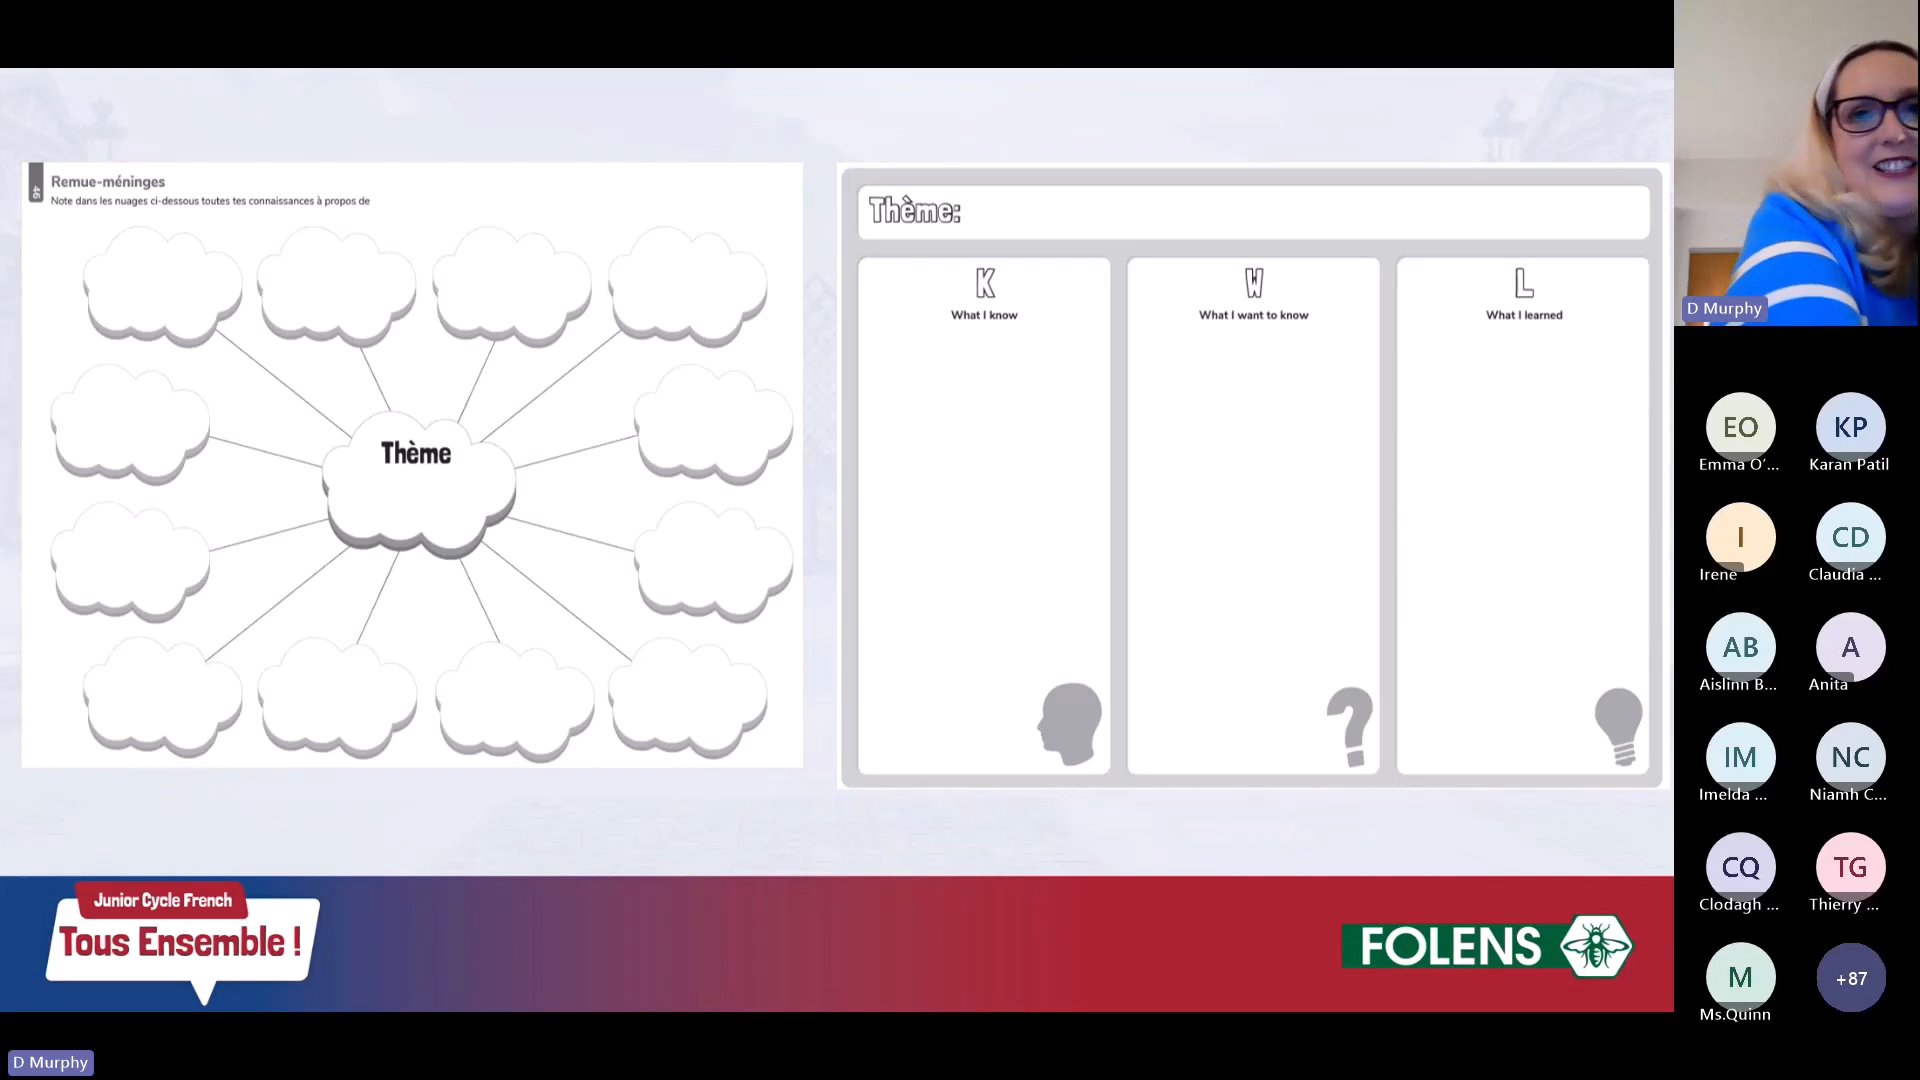 46
Remue-méninges
Note dans les nuages ci-dessous toutes tes connaissances à propos de
Thème
Thème:
K
What I know
W
What I want to know
L
What I learned
Junior Cycle French
Tous Ensemble !
FOLENS
D Murphy
EO
Emma O’...
KP
Karan Patil
I
Irene
CD
Claudia ...
AB
Aislinn B...
A
Anita
IM
Imelda ...
NC
Niamh C...
CQ
Clodagh ...
TG
Thierry ...
M
Ms.Quinn
+87
D Murphy